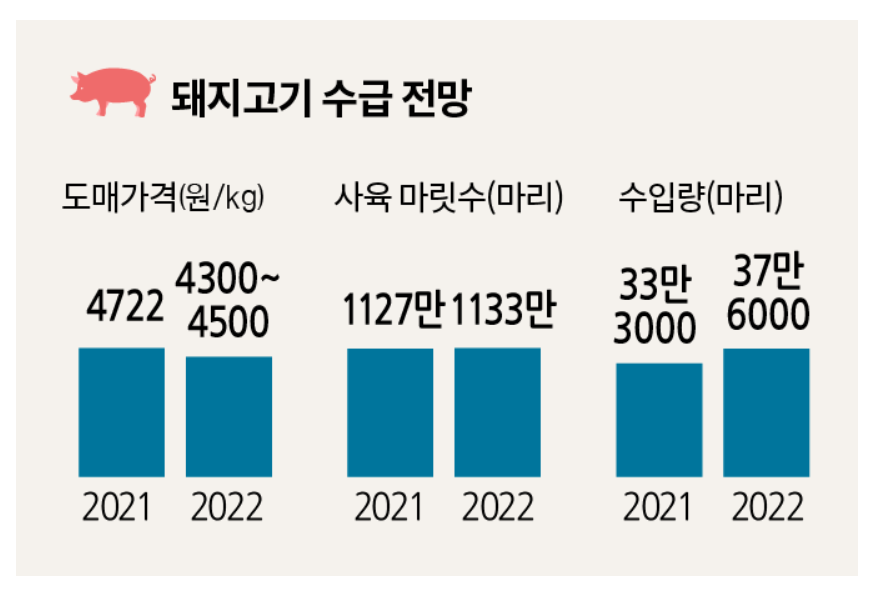 돼지고기 수급 전망
도매가격(원/kg)
4722
4300~
4500
2021
2022
사육 마릿수(마리)
1127만
1133만
2021
2022
수입량(마리)
33만
3000
37만
6000
2021
2022